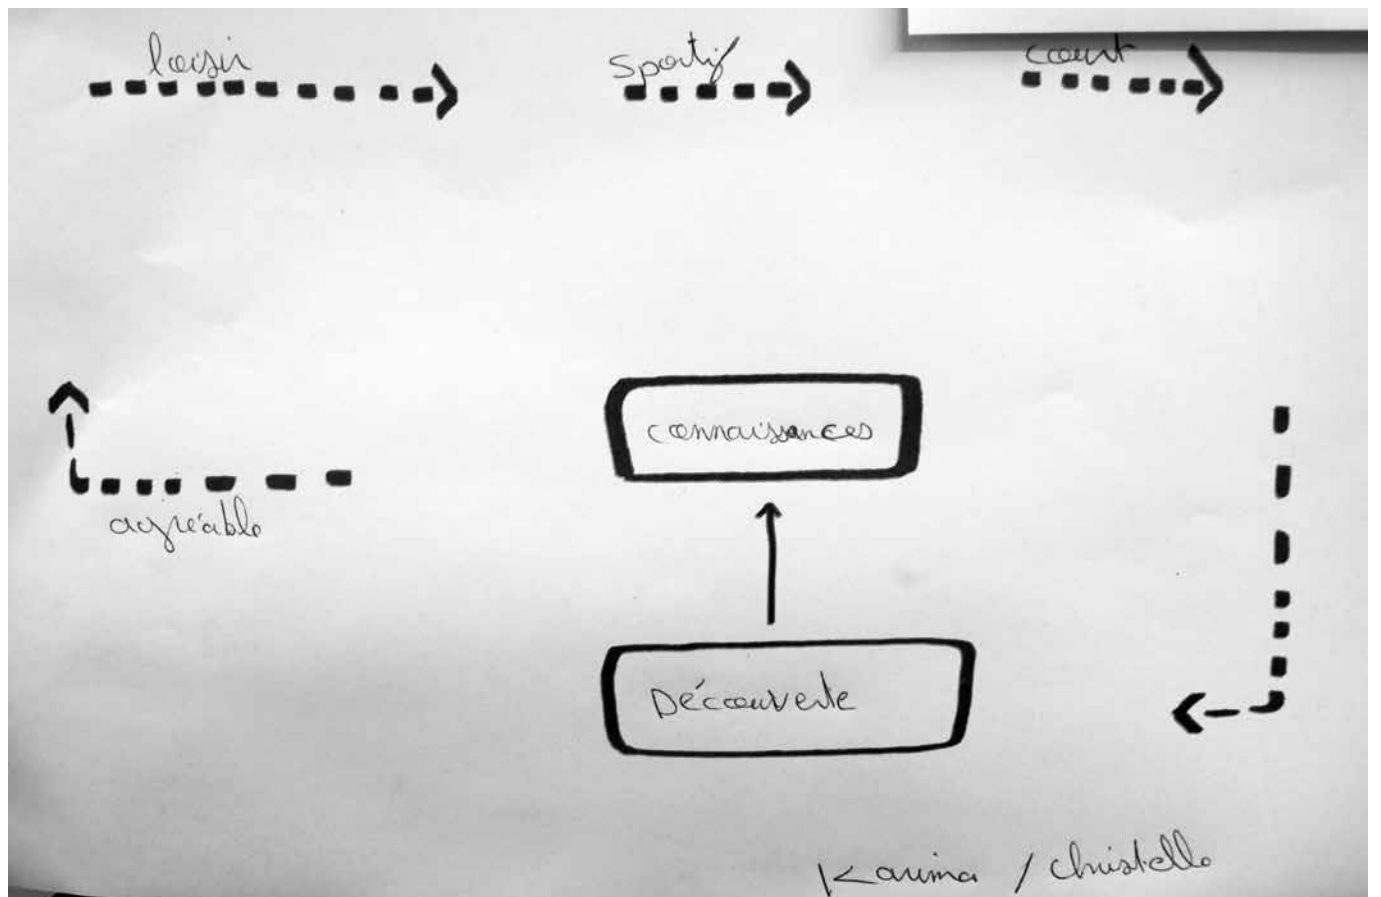 loisir
sportif
court
connaissances
agréable
Découverte
Karima / Christelle